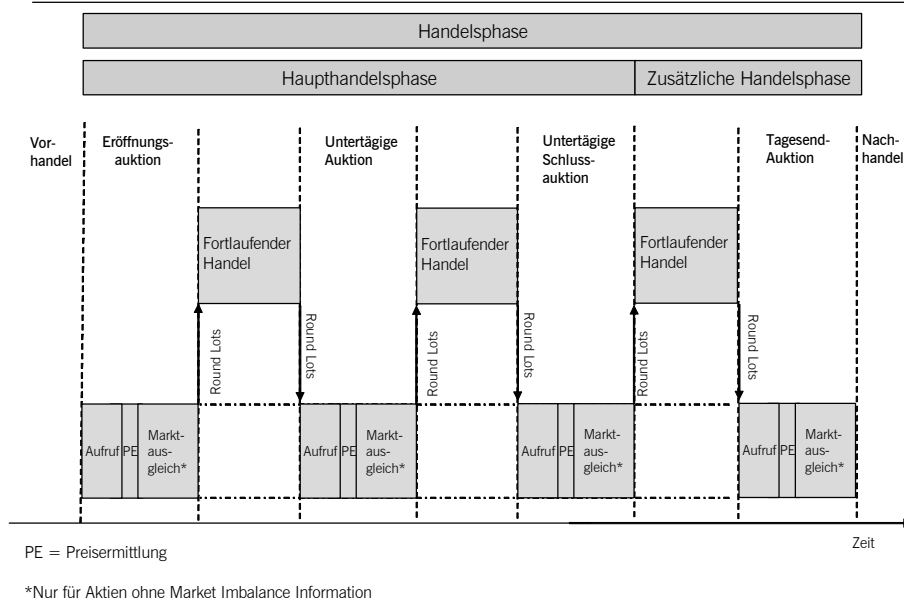 Handelsphase
Haupthandelsphase
Zusätzliche Handelsphase
Vor-
handel
Eröffnungs-
auktion
Untertägige
Auktion
Untertägige
Schluss-
auktion
Tagesend-
Auktion
Nach-
handel
Fortlaufender
Handel
Fortlaufender
Handel
Fortlaufender
Handel
Round Lots
Round Lots
Round Lots
Round Lots
Round Lots
Round Lots
Aufruf
PE
Markt-
aus-
gleich*
Aufruf
PE
Markt-
aus-
gleich*
Aufruf
PE
Markt-
aus-
gleich*
Aufruf
PE
Markt-
aus-
gleich*
Zeit
PE = Preisermittlung
*Nur für Aktien ohne Market Imbalance Information